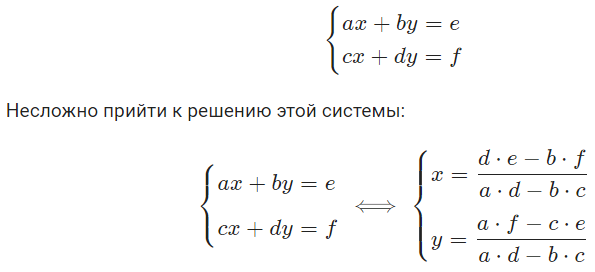 ax + by = e
cx + dy = f
Несложно прийти к решению этой системы:
{ ax + by = e ⟺ { x = (d · e − b · f) / (a · d − b · c)
{ cx + dy = f ⟺ { y = (a · f − c · e) / (a · d − b · c)